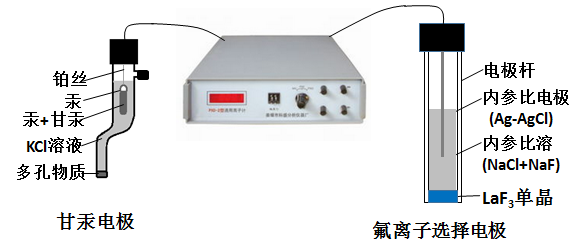 铂丝
汞
汞+甘汞
KCl溶液
多孔物质
甘汞电极
电极杆
内参比电极
(Ag-AgCl)
内参比溶
(NaCl+NaF)
LaF₃单晶
氟离子选择电极